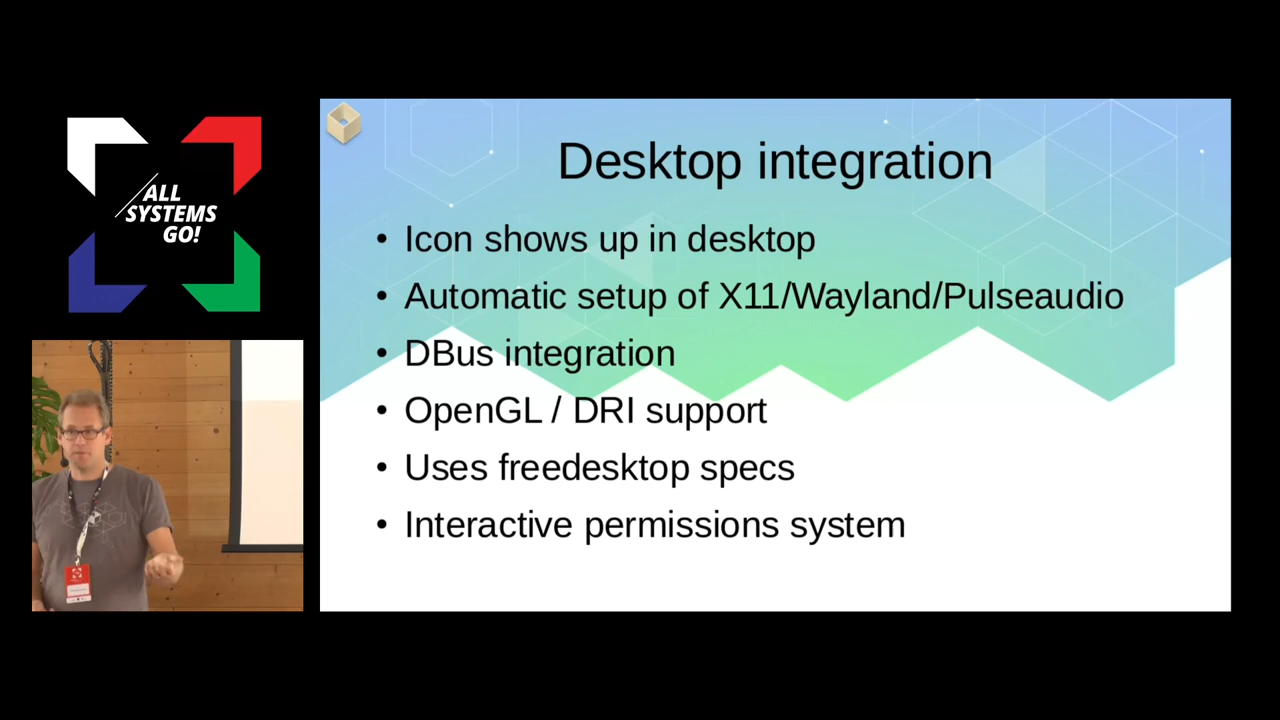 /ALL
SYSTEMS
GO!
Desktop integration
• Icon shows up in desktop
• Automatic setup of X11/Wayland/Pulseaudio
• DBus integration
• OpenGL / DRI support
• Uses freedesktop specs
• Interactive permissions system